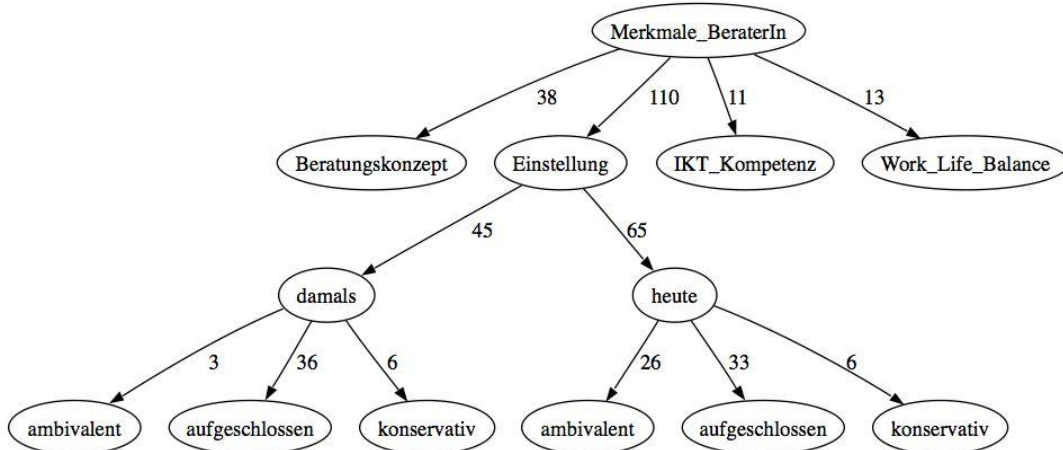 Merkmale_BeraterIn
38 110 11 13
Beratungskonzept Einstellung IKT_Kompetenz Work_Life_Balance
45 65
damals heute
3 36 6 26 33 6
ambivalent aufgeschlossen konservativ ambivalent aufgeschlossen konservativ